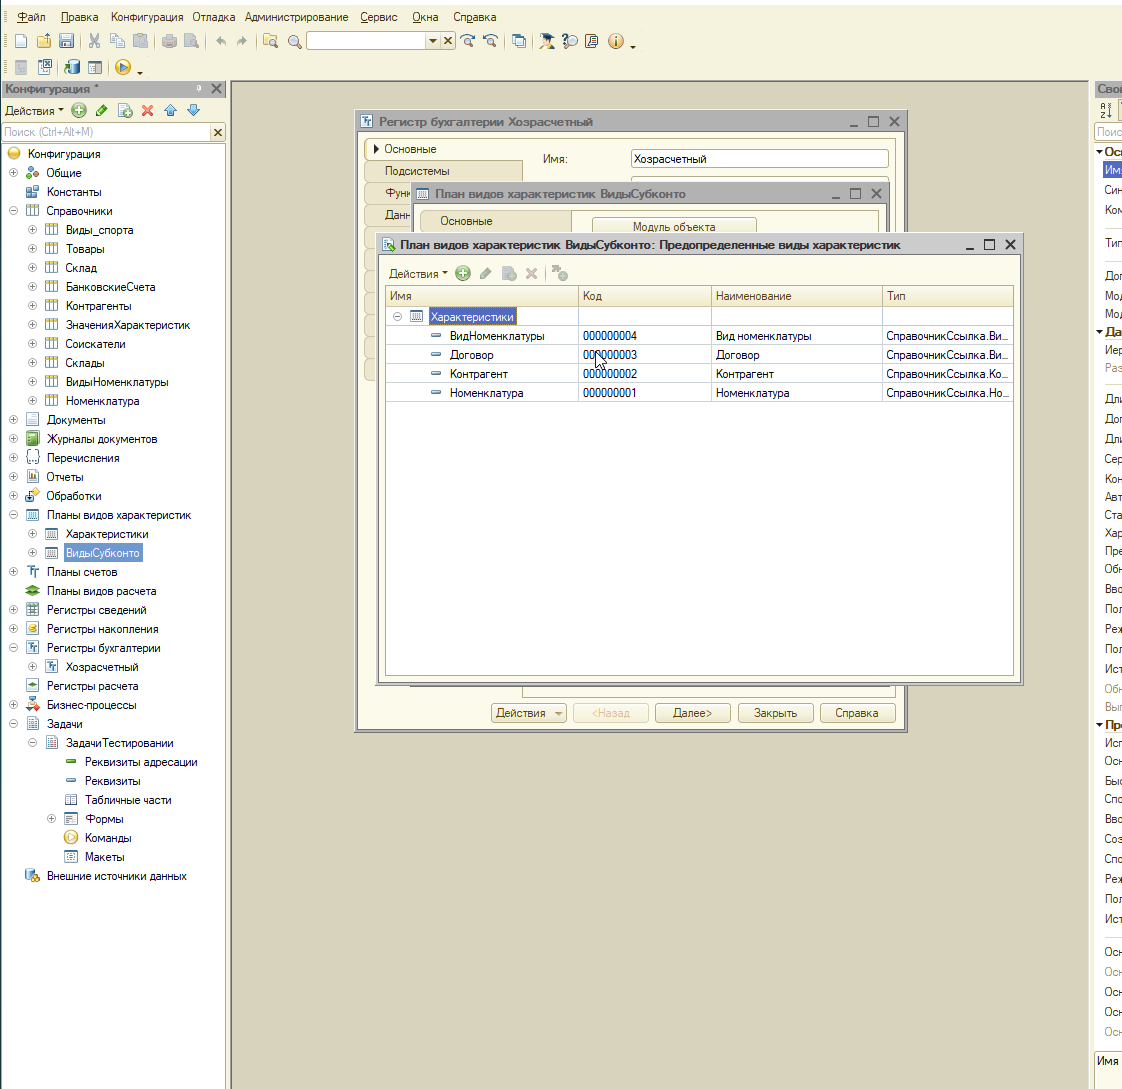 Файл Правка Конфигурация Отладка Администрирование Сервис Окна Справка
Конфигурация *
Действия
Поиск (Ctrl+Alt+M)
Конфигурация
Общие
Константы
Справочники
Виды_спорта
Товары
Склад
БанковскиеСчета
Контрагенты
ЗначенияХарактеристик
Соискатели
Склады
ВидыНоменклатуры
Номенклатура
Документы
Журналы документов
Перечисления
Отчеты
Обработки
Планы видов характеристик
Характеристики
ВидыСубконто
Планы счетов
Планы видов расчета
Регистры сведений
Регистры накопления
Регистры бухгалтерии
Хозрасчетный
Регистры расчета
Бизнес-процессы
Задачи
ЗадачиТестировании
Реквизиты адресации
Реквизиты
Табличные части
Формы
Команды
Макеты
Внешние источники данных
Регистр бухгалтерии Хозрасчетный
Основные
Подсистемы
Функ
Данн
Имя:
Хозрасчетный
План видов характеристик ВидыСубконто
Основные
Модуль объекта
План видов характеристик ВидыСубконто: Предопределенные виды характеристик
Действия
Имя Код Наименование Тип
Характеристики
ВидНоменклатуры 000000004 Вид номенклатуры СправочникСсылка.Ви...
Договор 000000003 Договор СправочникСсылка.Ви...
Контрагент 000000002 Контрагент СправочникСсылка.Ко...
Номенклатура 000000001 Номенклатура СправочникСсылка.Но...
Действия <Назад Далее> Закрыть Справка
Сво
Поис
Ос
Им
Син
Ком
Тип
Дог
Мод
Мод
Да
Иер
Раз
Дли
Дог
Дли
Сер
Кон
Авт
Ста
Хар
Пре
Обн
Вво
Пол
Реж
Пол
Ист
Обн
Вып
Пр
Исп
Осн
Быс
Спо
Вво
Соз
Спо
Реж
Пол
Ист
Осн
Осн
Осн
Осн
Осн
Имя